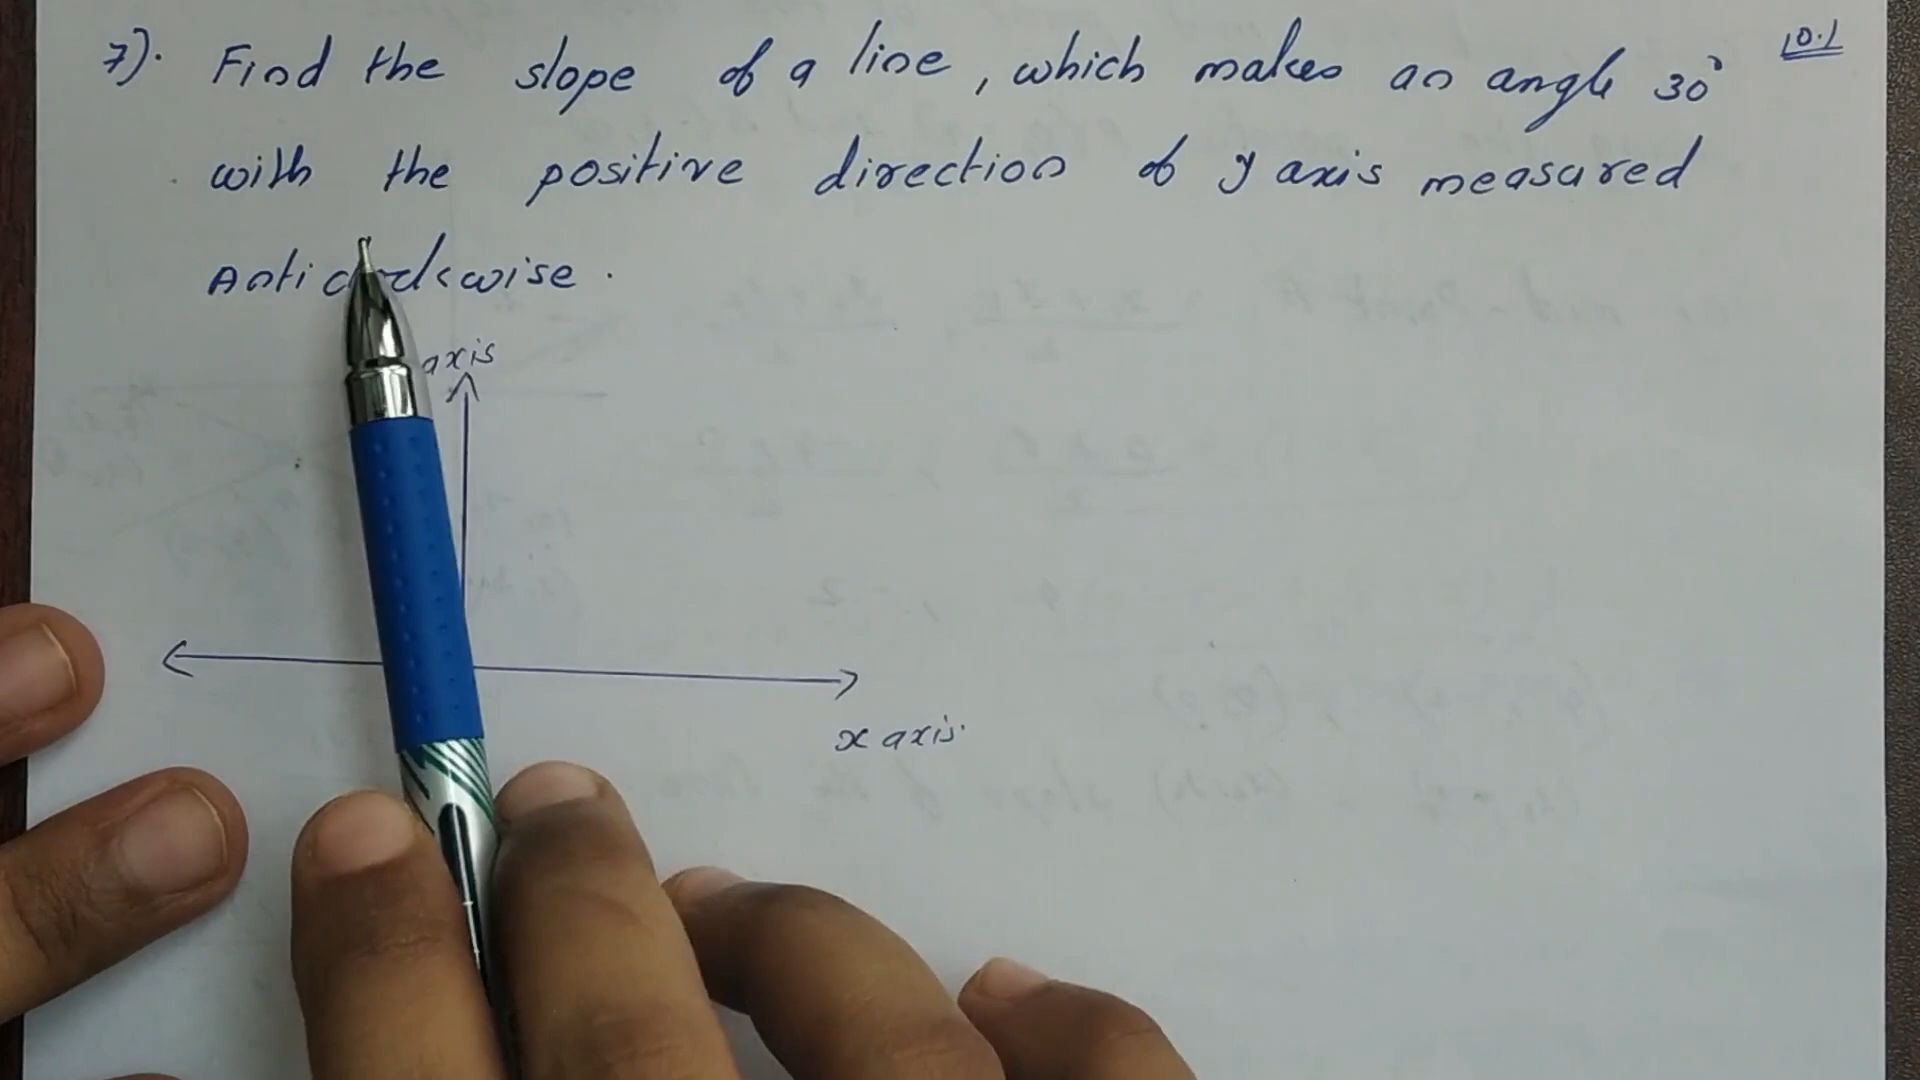 7). Find the slope of a line, which makes an angle 30° 10.1
with the positive direction of y axis measured
Anticlockwise.
axis
x axis.